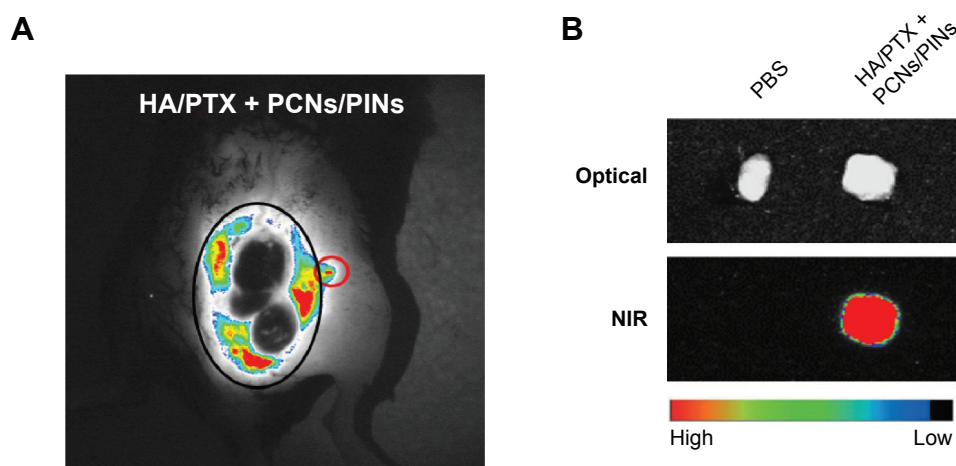 A
HA/PTX + PCNs/PINs
B
PBS
HA/PTX +
PCNs/PINs
Optical
NIR
High
Low